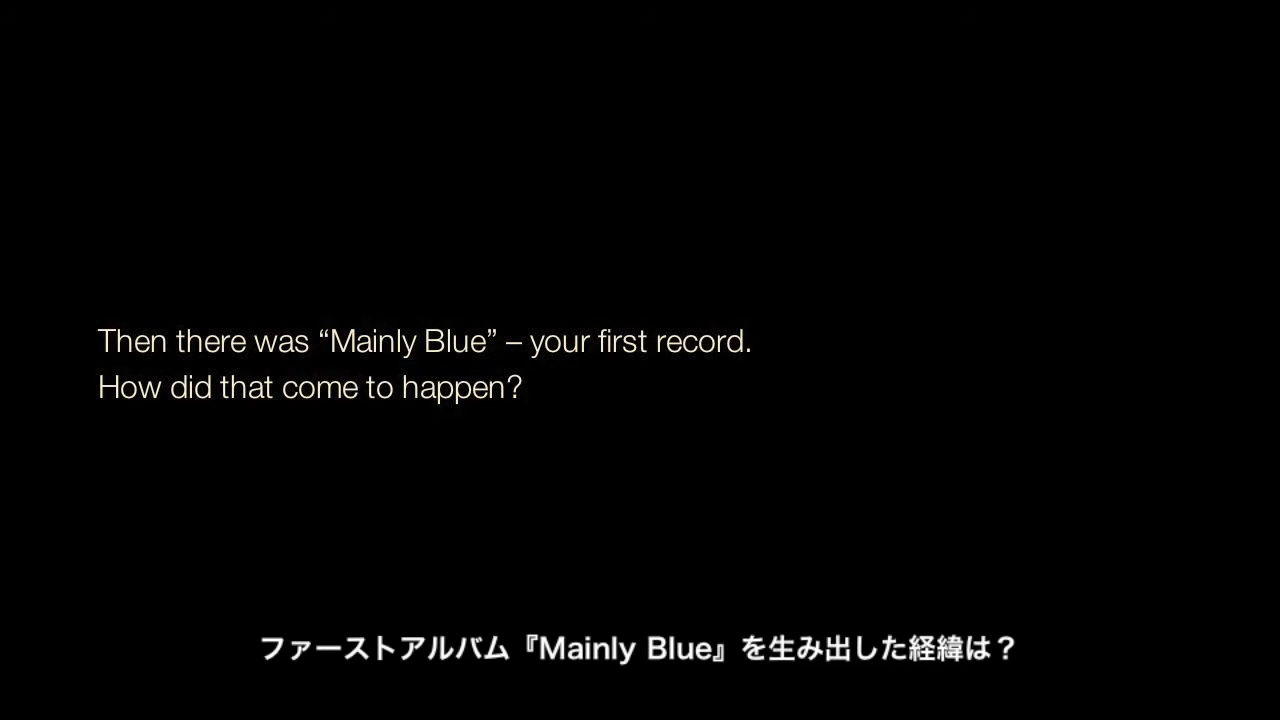 Then there was “Mainly Blue” – your first record.
How did that come to happen?
ファーストアルバム『Mainly Blue』を生み出した経緯は？